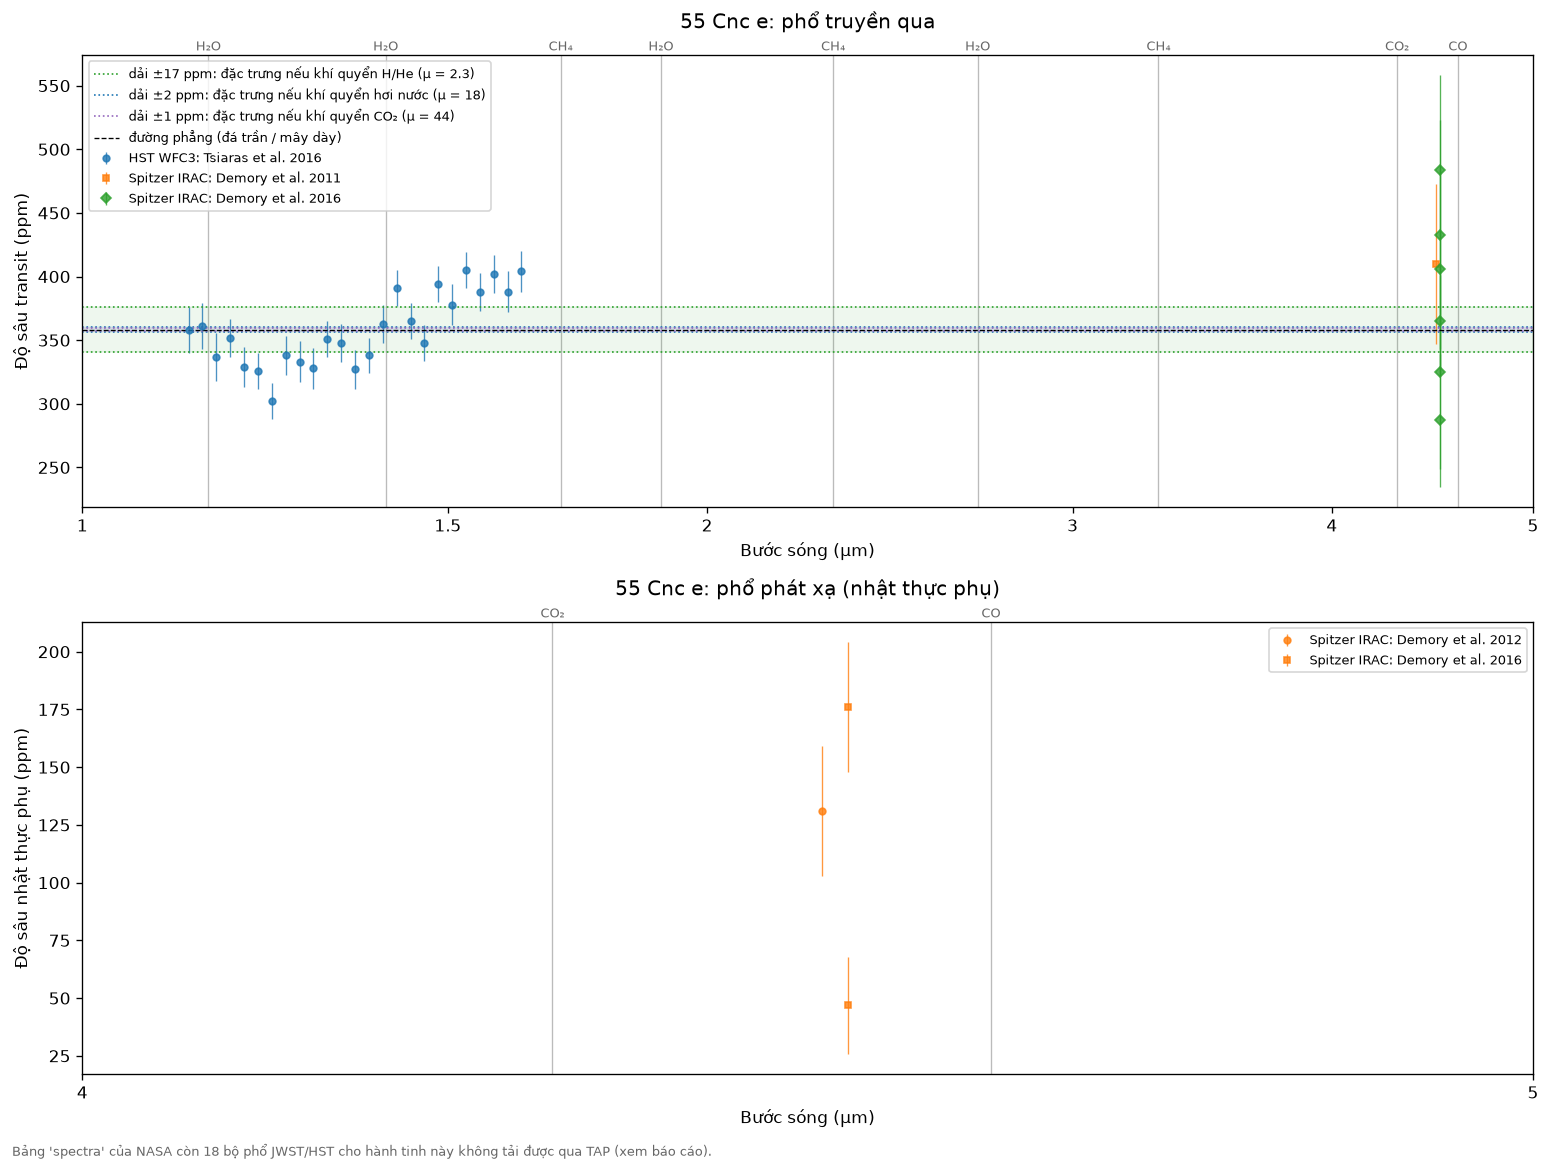 55 Cnc e: phổ truyền qua
H₂O H₂O CH₄ H₂O CH₄ H₂O CH₄ CO₂ CO
dải ±17 ppm: đặc trưng nếu khí quyển H/He (μ = 2.3)
dải ±2 ppm: đặc trưng nếu khí quyển hơi nước (μ = 18)
dải ±1 ppm: đặc trưng nếu khí quyển CO₂ (μ = 44)
đường phẳng (đá trần / mây dày)
HST WFC3: Tsiaras et al. 2016
Spitzer IRAC: Demory et al. 2011
Spitzer IRAC: Demory et al. 2016
Độ sâu transit (ppm)
550
500
450
400
350
300
250
1 1.5 2 3 4 5
Bước sóng (μm)
55 Cnc e: phổ phát xạ (nhật thực phụ)
CO₂ CO
Spitzer IRAC: Demory et al. 2012
Spitzer IRAC: Demory et al. 2016
Độ sâu nhật thực phụ (ppm)
200
175
150
125
100
75
50
25
4 5
Bước sóng (μm)
Bảng 'spectra' của NASA còn 18 bộ phổ JWST/HST cho hành tinh này không tải được qua TAP (xem báo cáo).